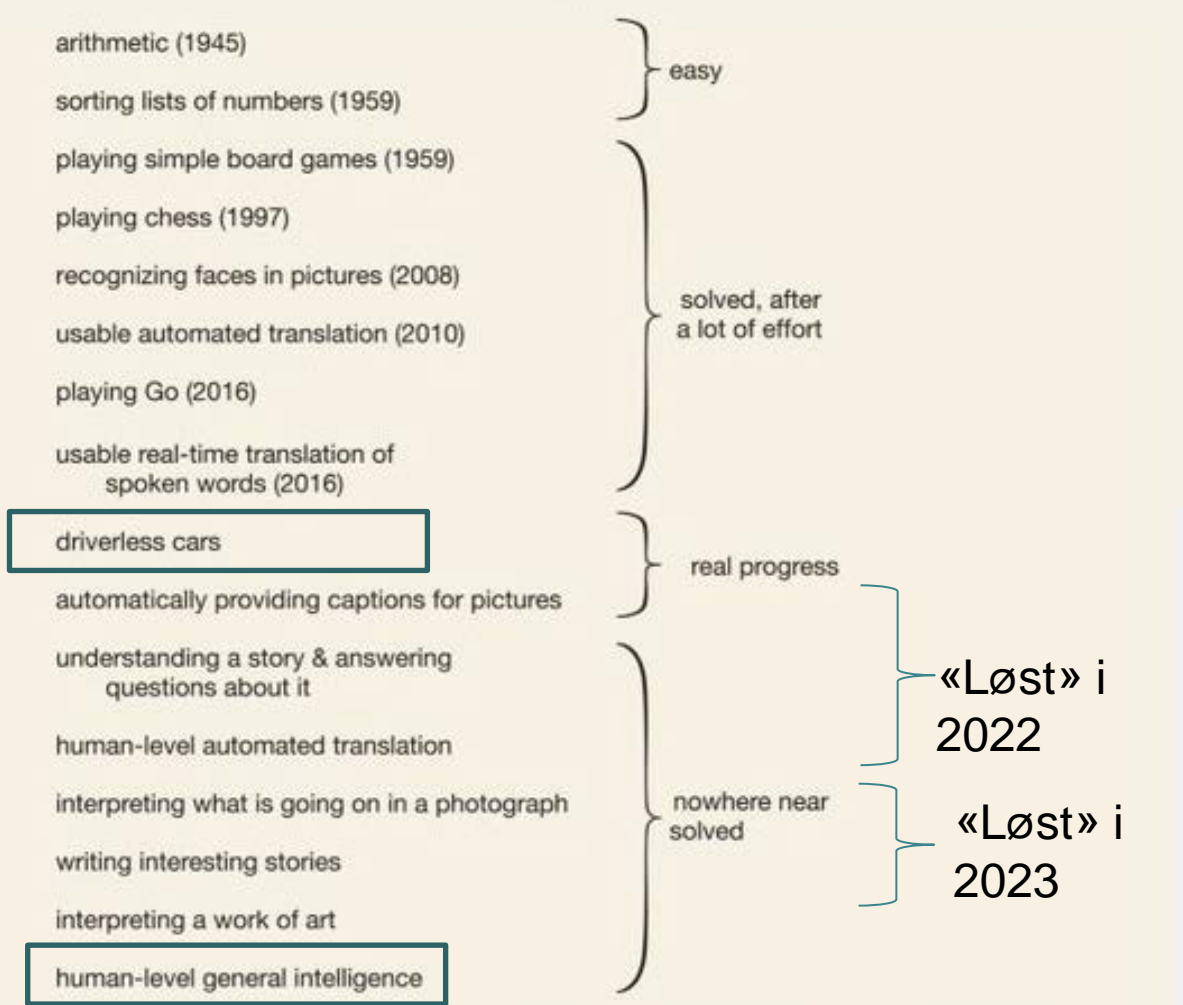 arithmetic (1945)
easy
sorting lists of numbers (1959)
playing simple board games (1959)
playing chess (1997)
recognizing faces in pictures (2008)
solved, after
a lot of effort
usable automated translation (2010)
playing Go (2016)
usable real-time translation of
spoken words (2016)
driverless cars
real progress
automatically providing captions for pictures
understanding a story & answering
questions about it
«Løst» i
2022
human-level automated translation
interpreting what is going on in a photograph
nowhere near
solved
«Løst» i
2023
writing interesting stories
interpreting a work of art
human-level general intelligence